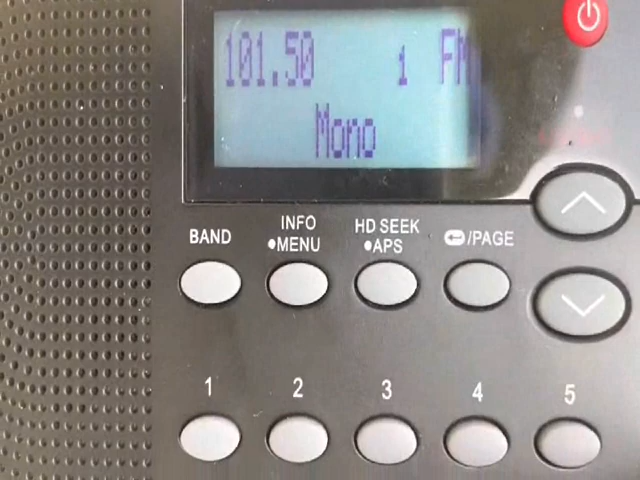 101.50 1 FM
Mono
BAND
INFO
•MENU
HD SEEK
•APS
/PAGE
1 2 3 4 5